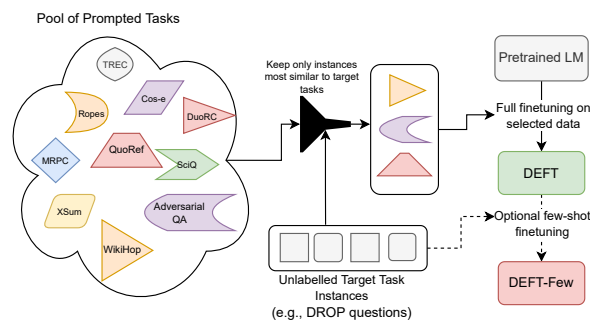 Pool of Prompted Tasks
TREC
Cos-e
Ropes
DuoRC
QuoRef
MRPC
SciQ
XSum
Adversarial
QA
WikiHop
Keep only instances
most similar to target
tasks
Unlabelled Target Task
Instances
(e.g., DROP questions)
Pretrained LM
Full finetuning on
selected data
DEFT
Optional few-shot
finetuning
DEFT-Few